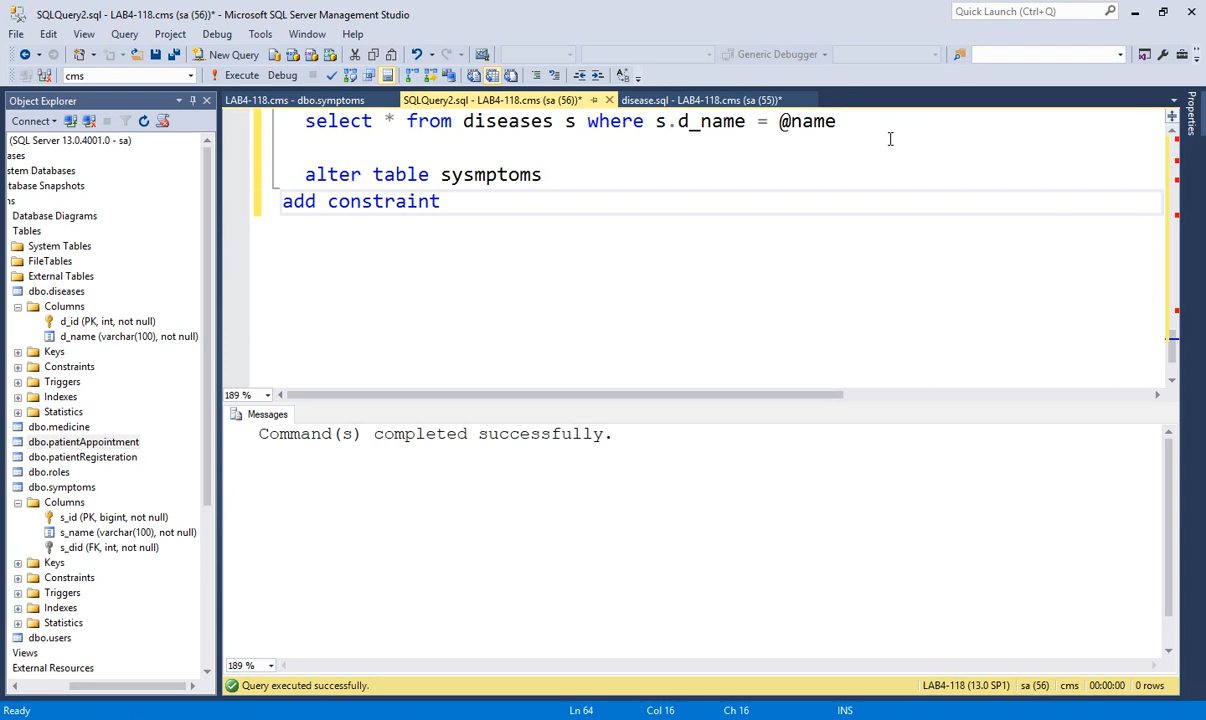 SQLQuery2.sql - LAB4-118.cms (sa (56))* - Microsoft SQL Server Management Studio
Quick Launch (Ctrl+Q)
File Edit View Query Project Debug Tools Window Help
New Query
Generic Debugger
cms
Execute Debug
Object Explorer
LAB4-118.cms - dbo.symptoms
SQLQuery2.sql - LAB4-118.cms (sa (56))*
disease.sql - LAB4-118.cms (sa (55))*
Properties
Connect
(SQL Server 13.0.4001.0 - sa)
ases
stem Databases
tabase Snapshots
ns
Database Diagrams
Tables
System Tables
FileTables
External Tables
dbo.diseases
Columns
d_id (PK, int, not null)
d_name (varchar(100), not null)
Keys
Constraints
Triggers
Indexes
Statistics
dbo.medicine
dbo.patientAppointment
dbo.patientRegisteration
dbo.roles
dbo.symptoms
Columns
s_id (PK, bigint, not null)
s_name (varchar(100), not null)
s_did (FK, int, not null)
Keys
Constraints
Triggers
Indexes
Statistics
dbo.users
Views
External Resources
select * from diseases s where s.d_name = @name
alter table sysmptoms
add constraint
189 %
Messages
Command(s) completed successfully.
189 %
Query executed successfully.
LAB4-118 (13.0 SP1) sa (56) cms 00:00:00 0 rows
Ready
Ln 64 Col 16 Ch 16 INS